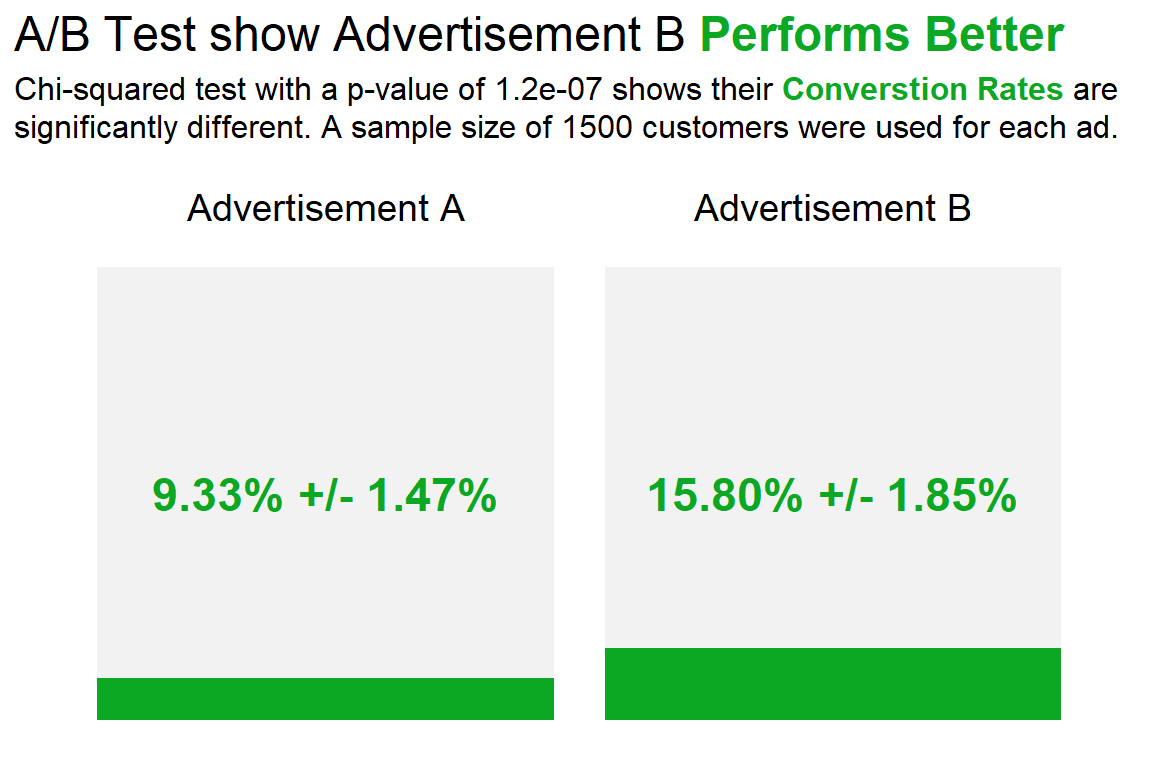 A/B Test show Advertisement B Performs Better
Chi-squared test with a p-value of 1.2e-07 shows their Converstion Rates are
significantly different. A sample size of 1500 customers were used for each ad.
Advertisement A
Advertisement B
9.33% +/- 1.47%
15.80% +/- 1.85%